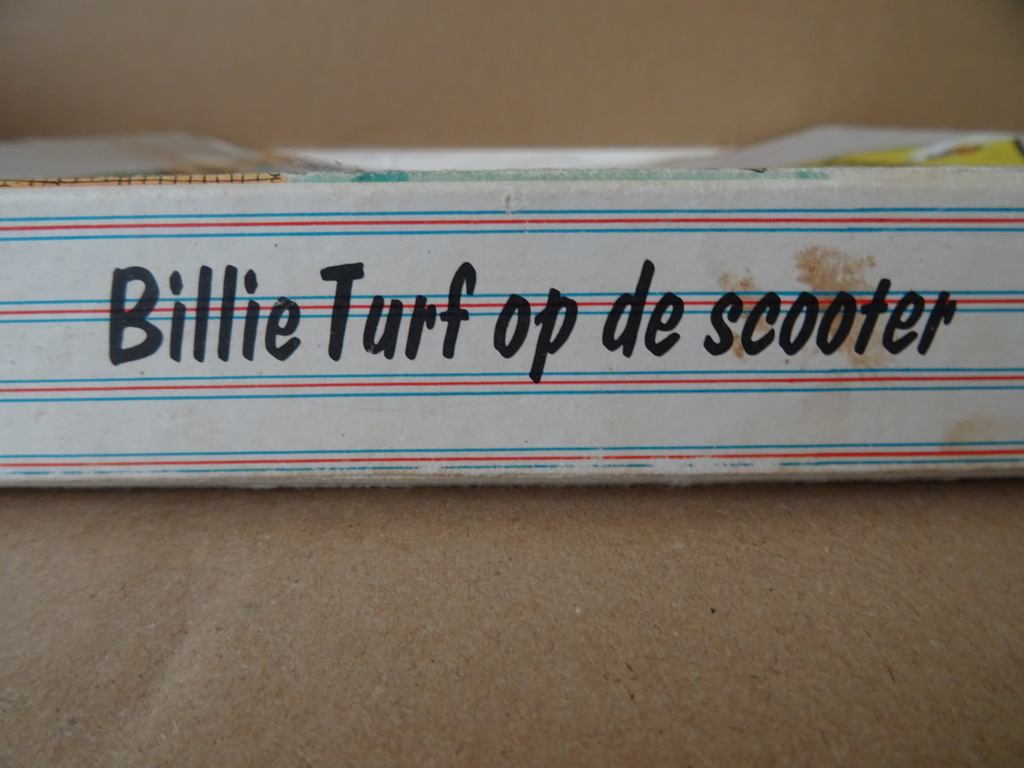 Billie Turf op de scooter